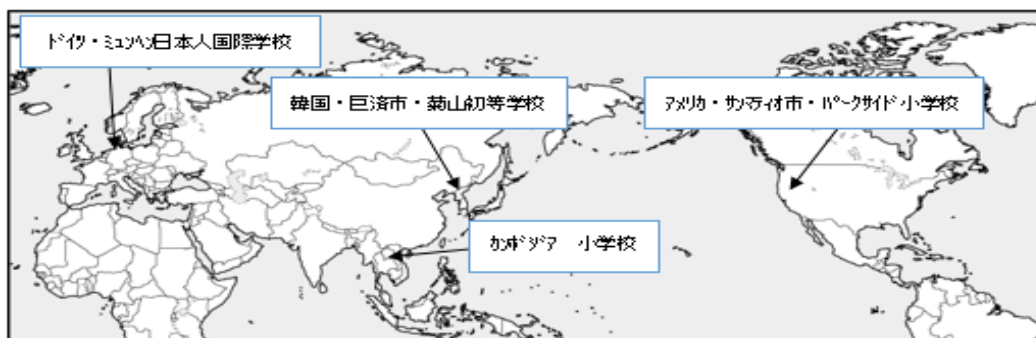 ﾄﾞｲﾂ・ﾐｭﾝﾍﾝ日本人国際学校
韓国・巨済市・菊山初等学校
ｱﾒﾘｶ・ｻﾝﾏﾃｨｵ市・ﾊﾟｰｸｻｲﾄﾞ小学校
ｶﾝﾎﾞｼﾞｱ 小学校